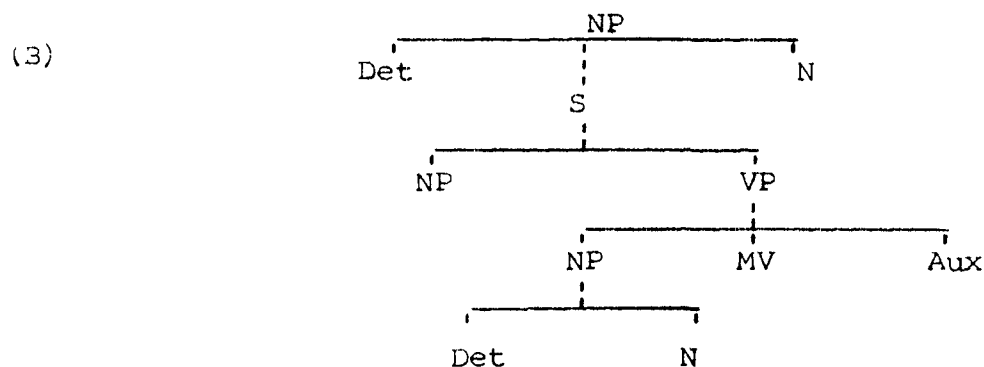 NP
(3)
Det N
S
NP VP
NP MV Aux
Det N